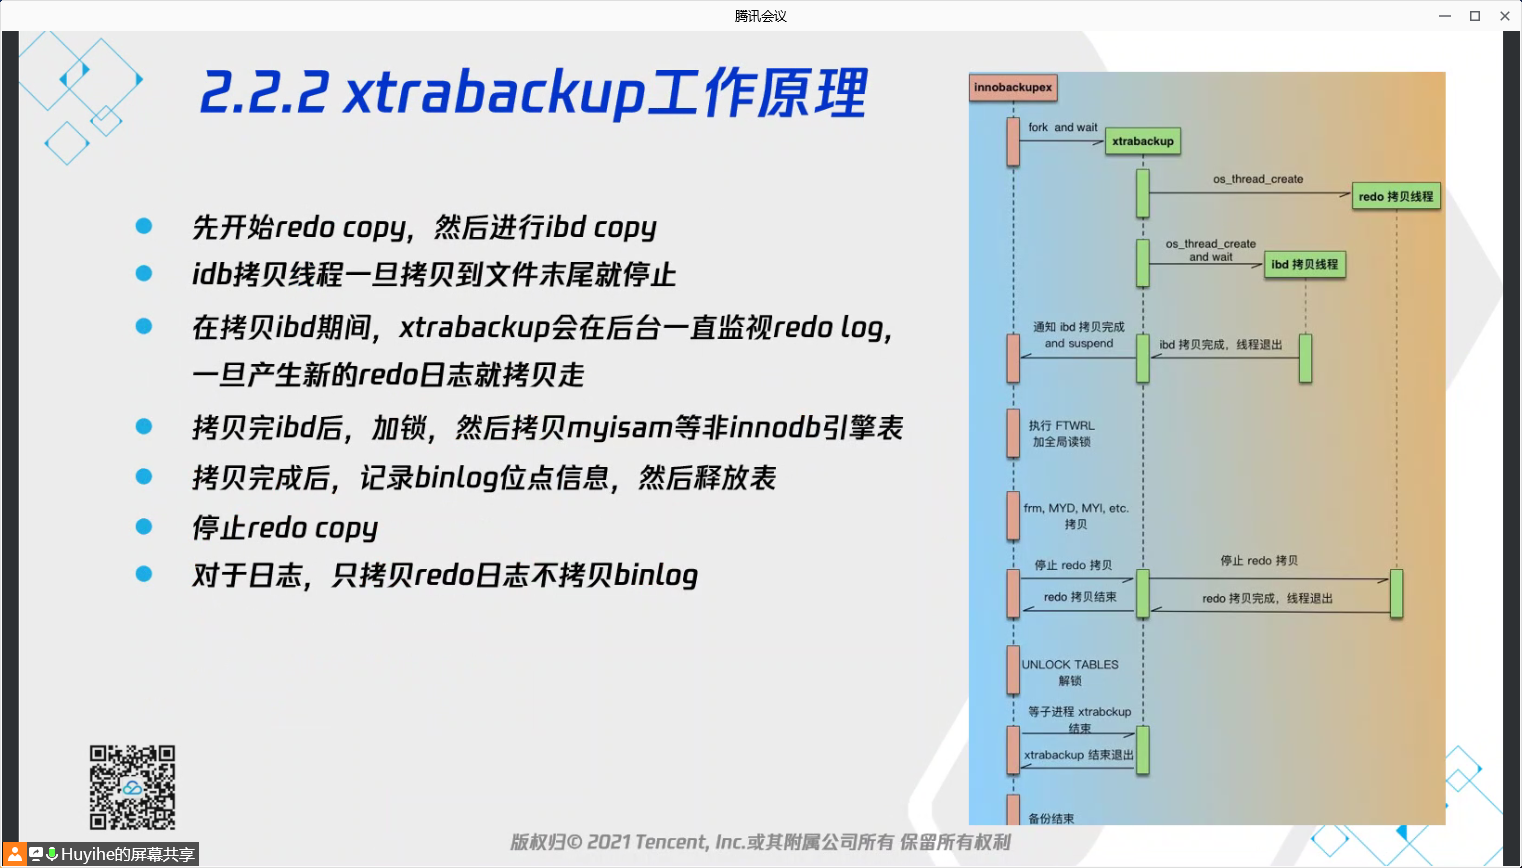 腾讯会议
2.2.2 xtrabackup工作原理
先开始redo copy，然后进行ibd copy
idb拷贝线程一旦拷贝到文件末尾就停止
在拷贝ibd期间，xtrabackup会在后台一直监视redo log，
一旦产生新的redo日志就拷贝走
拷贝完ibd后，加锁，然后拷贝myisam等非innodb引擎表
拷贝完成后，记录binlog位点信息，然后释放表
停止redo copy
对于日志，只拷贝redo日志不拷贝binlog
innobackupex
fork and wait
xtrabackup
os_thread_create
redo 拷贝线程
os_thread_create
and wait
ibd 拷贝线程
通知 ibd 拷贝完成
and suspend
ibd 拷贝完成，线程退出
执行 FTWRL
加全局读锁
frm, MYD, MYI, etc.
拷贝
停止 redo 拷贝
停止 redo 拷贝
redo 拷贝结束
redo 拷贝完成，线程退出
UNLOCK TABLES
解锁
等子进程 xtrabckup
结束
xtrabackup 结束退出
备份结束
版权归© 2021 Tencent, Inc.或其附属公司所有 保留所有权利
Huyihe的屏幕共享